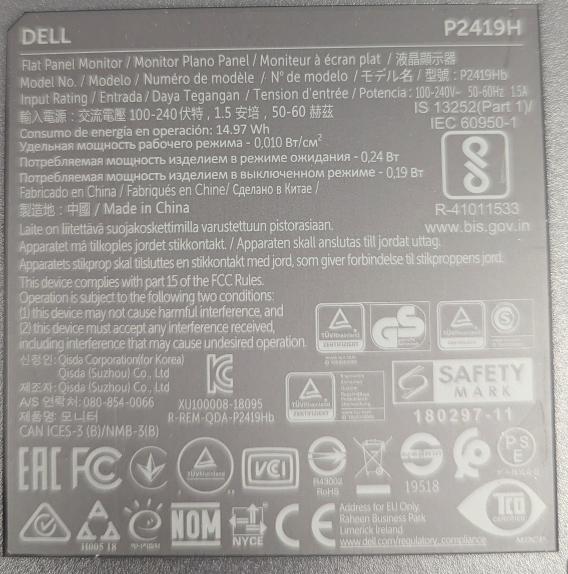 DELL
P2419H
Flat Panel Monitor / Monitor Plano Panel / Moniteur à écran plat / 液晶顯示器
Model No. / Modelo / Numéro de modèle / N° de modelo / モデル名 / 型號 : P2419Hb
Input Rating / Entrada / Daya Tegangan / Tension d'entrée / Potencia : 100-240V~ 50-60Hz 1.5A
輸入電源 : 交流電壓 100-240 伏特 , 1.5 安培 , 50-60 赫茲
IS 13252(Part 1)/
IEC 60950-1
Consumo de energía en operación: 14.97 Wh
Удельная мощность рабочего режима - 0,010 Вт/см²
Потребляемая мощность изделием в режиме ожидания - 0,24 Вт
Потребляемая мощность изделием в выключенном режиме - 0,19 Вт
Fabricado en China / Fabriqués en Chine/ Сделано в Китае /
製造地 : 中國 / Made in China
R-41011533
www.bis.gov.in
Laite on liitettävä suojakoskettimilla varustettuun pistorasiaan.
Apparatet må tilkoples jordet stikkontakt. / Apparaten skall anslutas till jordat uttag.
Apparatets stikprop skal tilsluttes en stikkontakt med jord, som giver forbindelse til stikproppens jord.
This device complies with part 15 of the FCC Rules.
Operation is subject to the following two conditions:
(1) this device may not cause harmful interference, and
(2) this device must accept any interference received,
including interference that may cause undesired operation.
TÜVRheinland
CERTIFIED
GS
TÜVRheinland
CERTIFIED
S
신청인: Qisda Corporation(for Korea)
Qisda (Suzhou) Co., Ltd
제조자: Qisda (Suzhou) Co., Ltd
A/S 연락처: 080-854-0066
제품명: 모니터
CAN ICES-3 (B)/NMB-3(B)
XU100008-18095
R-REM-QDA-P2419Hb
TÜVRheinland
CERTIFIED
SAFETY
MARK
180297-11
EAC
FC
TÜVRheinland
VCCI
R43002
RoHS
19518
PSE
H005 18
NOM
NYCE
CE
Address for EU Only,
Raheen Business Park
Limerick Ireland
www.dell.com/regulatory_compliance
TCO
CERTIFIED